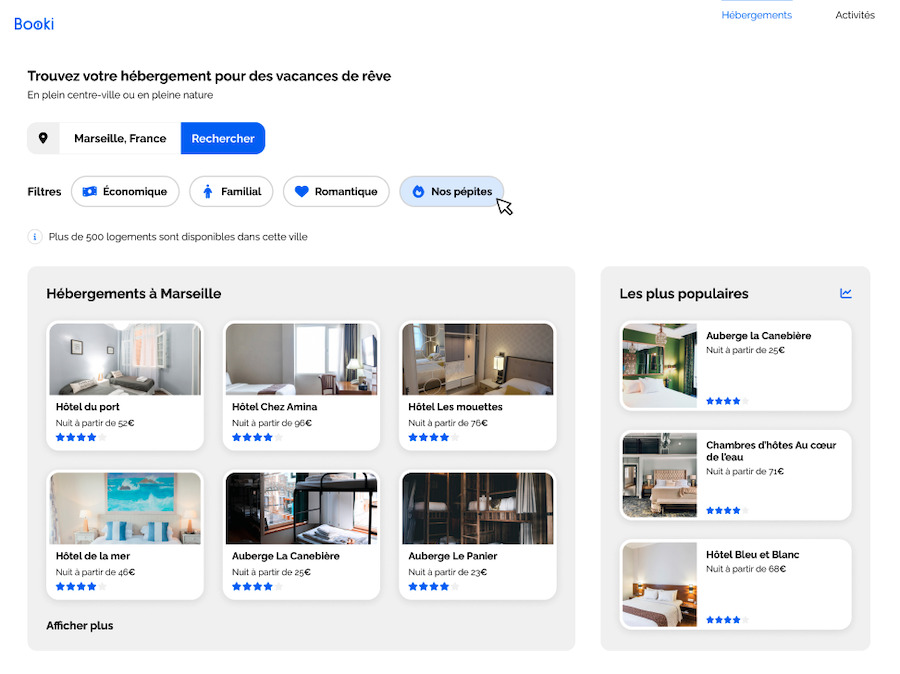 Booki
Hébergements
Activités
Trouvez votre hébergement pour des vacances de rêve
En plein centre-ville ou en pleine nature
Marseille, France
Rechercher
Filtres
Économique
Familial
Romantique
Nos pépites
Plus de 500 logements sont disponibles dans cette ville
Hébergements à Marseille
Hôtel du port
Nuit à partir de 52€
Hôtel Chez Amina
Nuit à partir de 96€
Hôtel Les mouettes
Nuit à partir de 76€
Hôtel de la mer
Nuit à partir de 46€
Auberge La Canebière
Nuit à partir de 25€
Auberge Le Panier
Nuit à partir de 23€
Afficher plus
Les plus populaires
Auberge la Canebière
Nuit à partir de 25€
Chambres d'hôtes Au cœur
de l'eau
Nuit à partir de 71€
Hôtel Bleu et Blanc
Nuit à partir de 68€